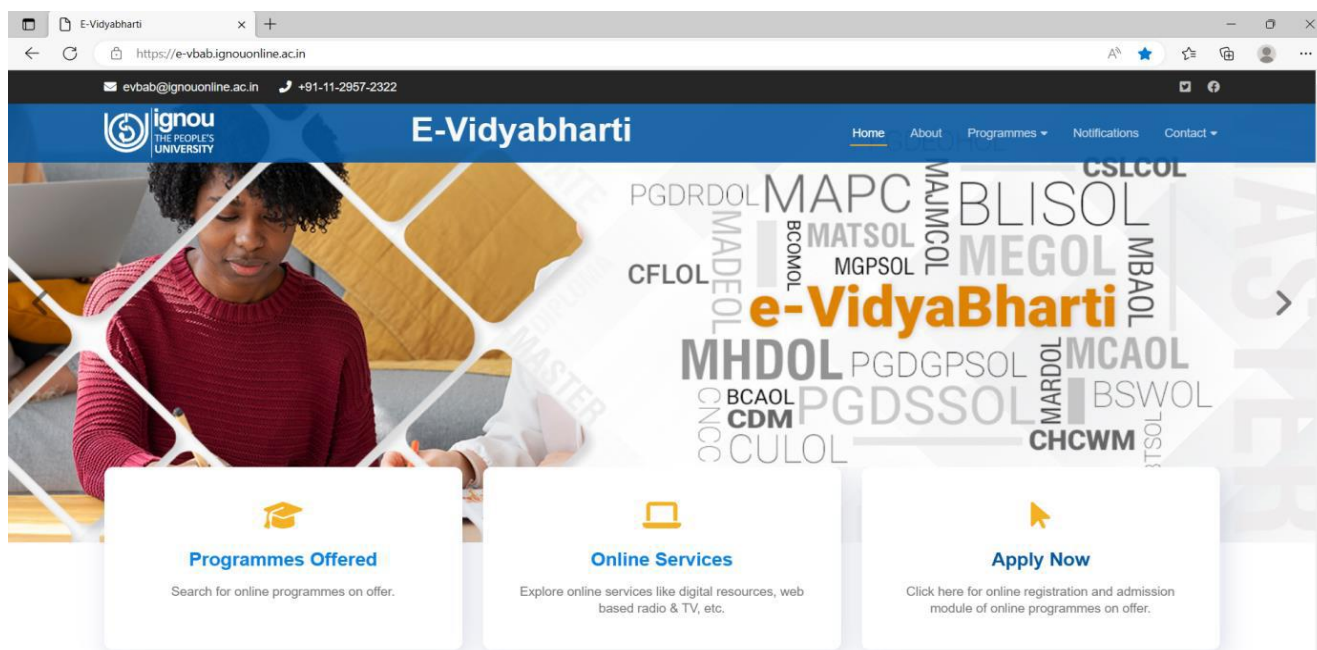 E-Vidyabharti
https://e-vbab.ignouonline.ac.in
evbab@ignouonline.ac.in +91-11-2957-2322
ignou
THE PEOPLE'S
UNIVERSITY
E-Vidyabharti
Home About Programmes Notifications Contact
CSLCOL
PGDRDOL
MAPC
MAJMCOL
BLISOL
MADEOL
BCOMOL
MATSOL
MEGOL
MBAOL
CFLOL
MGPSOL
e-VidyaBharti
MHDOL
PGDGPSOL
MARDOL
MCAOL
CNCC
BCAOL
CDM
PGDSSOL
BSWOL
CULOL
CHCWM
MASTER
Programmes Offered
Search for online programmes on offer.
Online Services
Explore online services like digital resources, web
based radio & TV, etc.
Apply Now
Click here for online registration and admission
module of online programmes on offer.